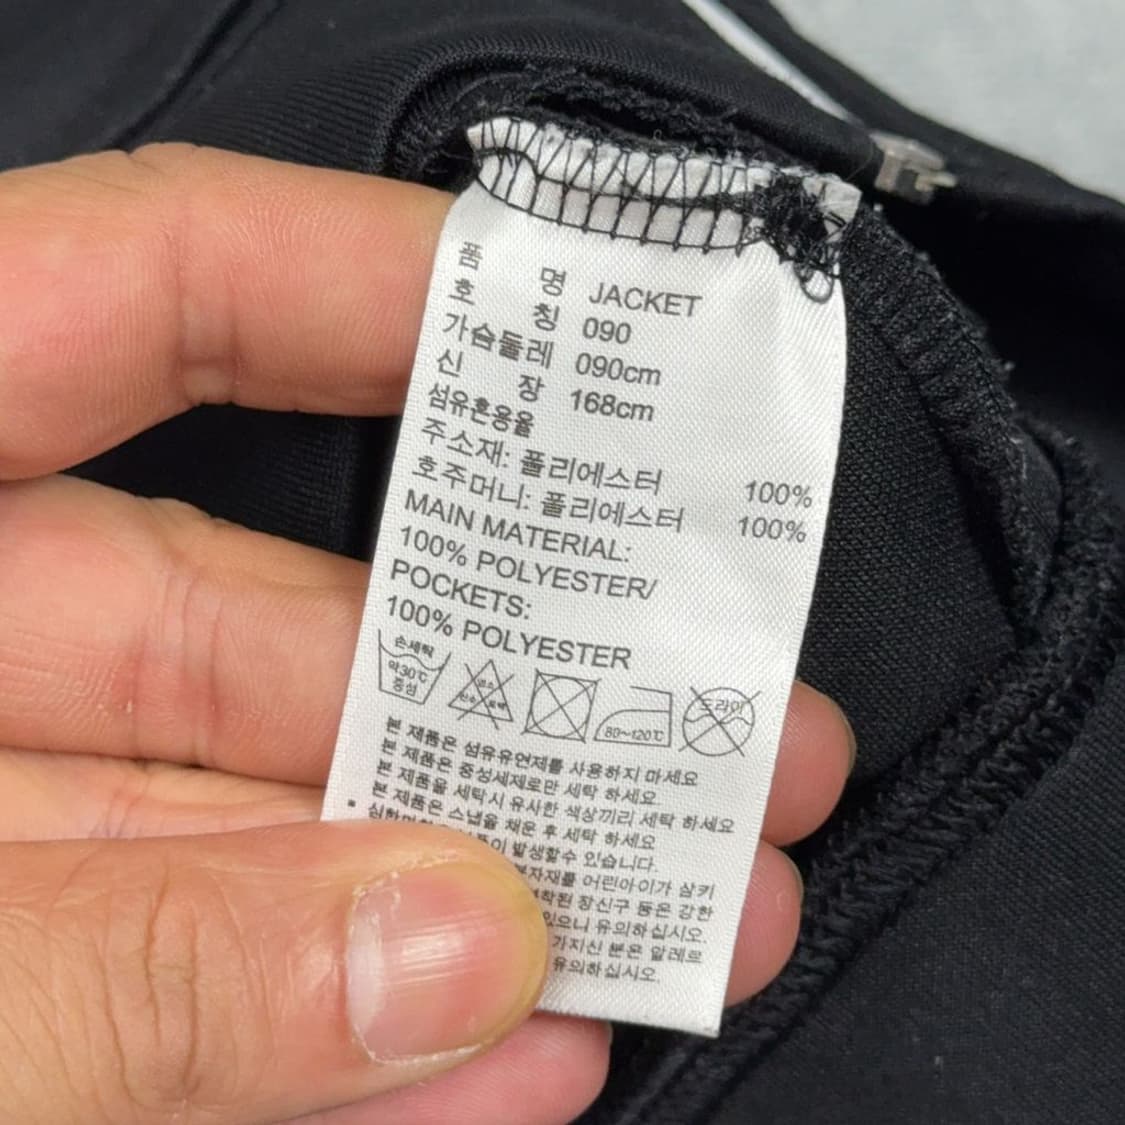 품 명 JACKET
호 칭 090
가슴둘레 090cm
신 장 168cm
섬유혼용율
주소재: 폴리에스터 100%
호주머니: 폴리에스터 100%
MAIN MATERIAL:
100% POLYESTER/
POCKETS:
100% POLYESTER
손세탁
약30℃
중성
80~120℃
드라이
본 제품은 섬유유연제를 사용하지 마세요
본 제품은 중성세제로만 세탁 하세요.
본 제품을 세탁시 유사한 색상끼리 세탁 하세요
본 제품은 스냅을 채운 후 세탁 하세요
발생할수 있습니다.
어린아이가 삼키
장신구 등은 강한
있으니 유의하십시오.
가지신 분은 알레르
유의하십시오.